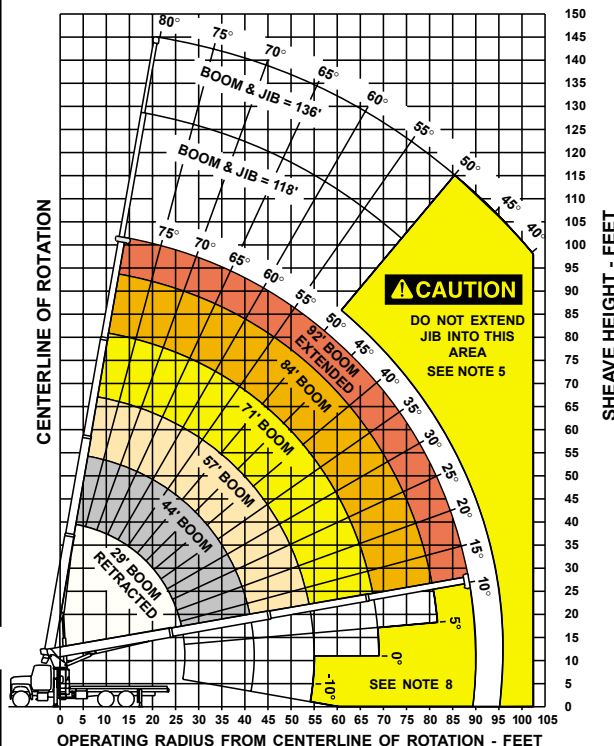 150
145
140
135
130
125
120
115
110
105
100
95
90
85
80
75
70
65
60
55
50
45
40
35
30
25
20
15
10
5
0
SHEAVE HEIGHT - FEET
CENTERLINE OF ROTATION
80°
75°
70°
65°
60°
55°
50°
45°
40°
BOOM & JIB = 136'
BOOM & JIB = 118'
75°
70°
65°
60°
55°
50°
45°
40°
35°
30°
25°
20°
15°
10°
5°
0°
-10°
CAUTION
DO NOT EXTEND
JIB INTO THIS
AREA
SEE NOTE 5
92' BOOM
EXTENDED
84' BOOM
71' BOOM
57' BOOM
44' BOOM
29' BOOM
RETRACTED
SEE NOTE 8
0 5 10 15 20 25 30 35 40 45 50 55 60 65 70 75 80 85 90 95 100 105
OPERATING RADIUS FROM CENTERLINE OF ROTATION - FEET